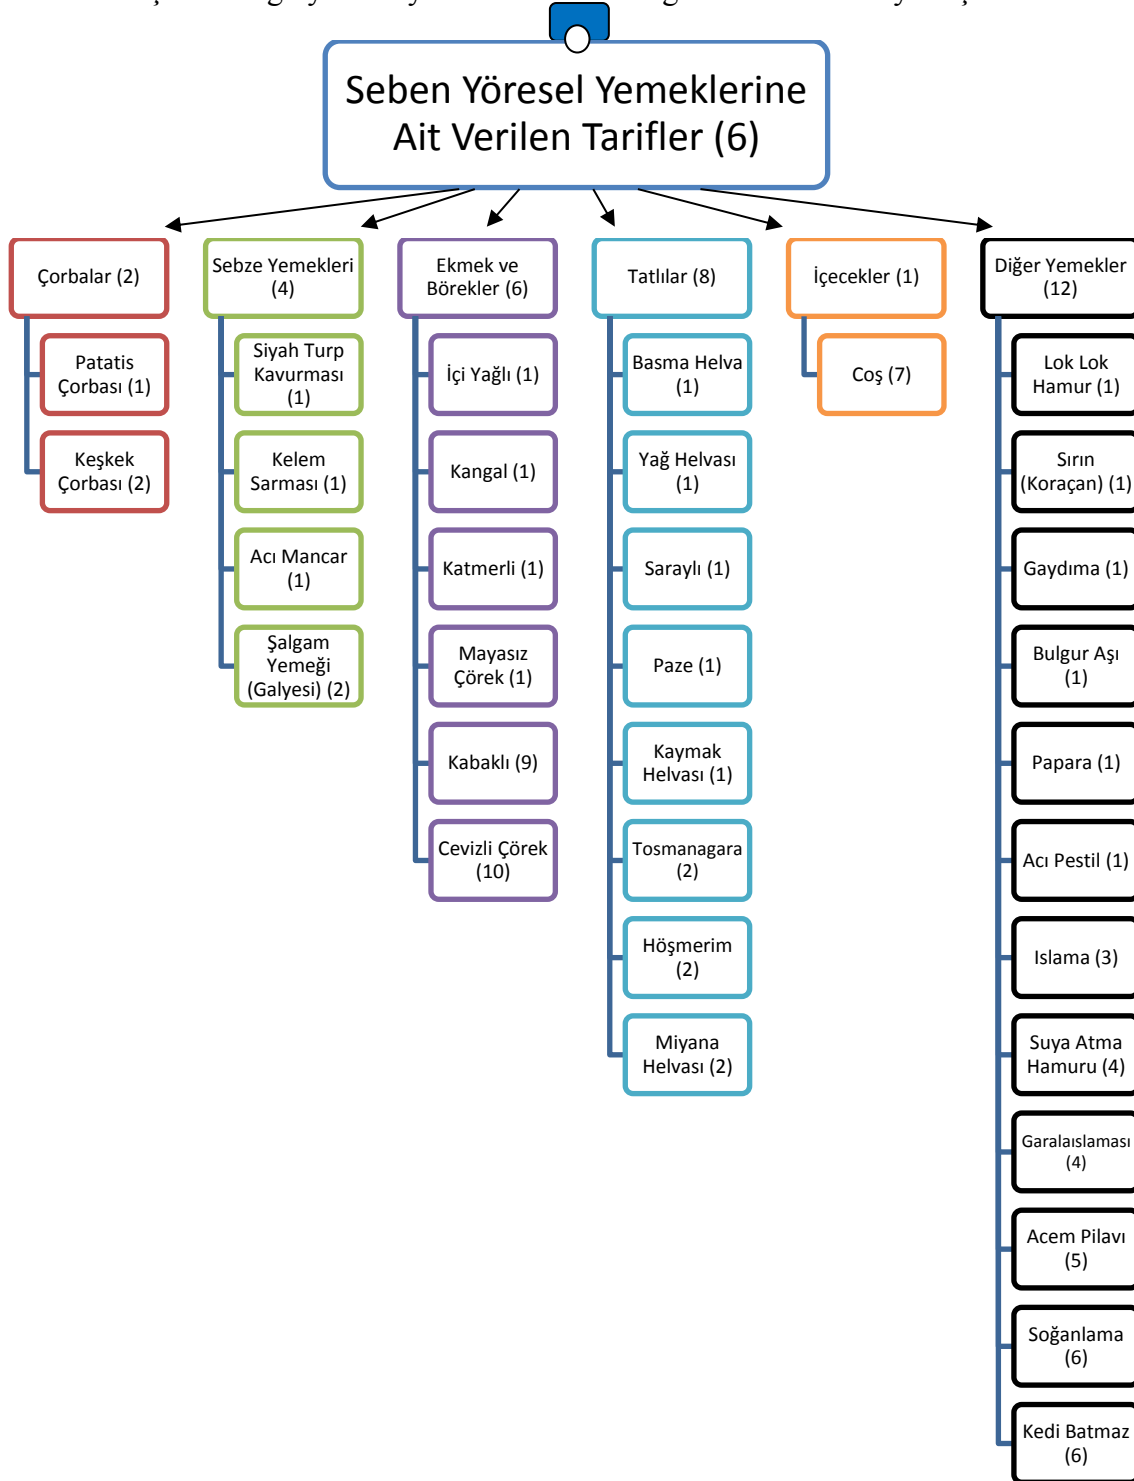 Seben Yöresel Yemeklerine
Ait Verilen Tarifler (6)
Çorbalar (2)
Patatis
Çorbası (1)
Keşkek
Çorbası (2)
Sebze Yemekleri
(4)
Siyah Turp
Kavurması
(1)
Kelem
Sarması (1)
Acı Mancar
(1)
Şalgam
Yemeği
(Galyesi) (2)
Ekmek ve
Börekler (6)
İçi Yağlı (1)
Kangal (1)
Katmerli (1)
Mayasız
Çörek (1)
Kabaklı (9)
Cevizli Çörek
(10)
Tatlılar (8)
Basma Helva
(1)
Yağ Helvası
(1)
Saraylı (1)
Paze (1)
Kaymak
Helvası (1)
Tosmanagara
(2)
Höşmerim
(2)
Miyana
Helvası (2)
İçecekler (1)
Coş (7)
Diğer Yemekler
(12)
Lok Lok
Hamur (1)
Sırın
(Koraçan) (1)
Gaydıma (1)
Bulgur Aşı
(1)
Papara (1)
Acı Pestil (1)
Islama (3)
Suya Atma
Hamuru (4)
Garalaıslaması
(4)
Acem Pilavı
(5)
Soğanlama
(6)
Kedi Batmaz
(6)